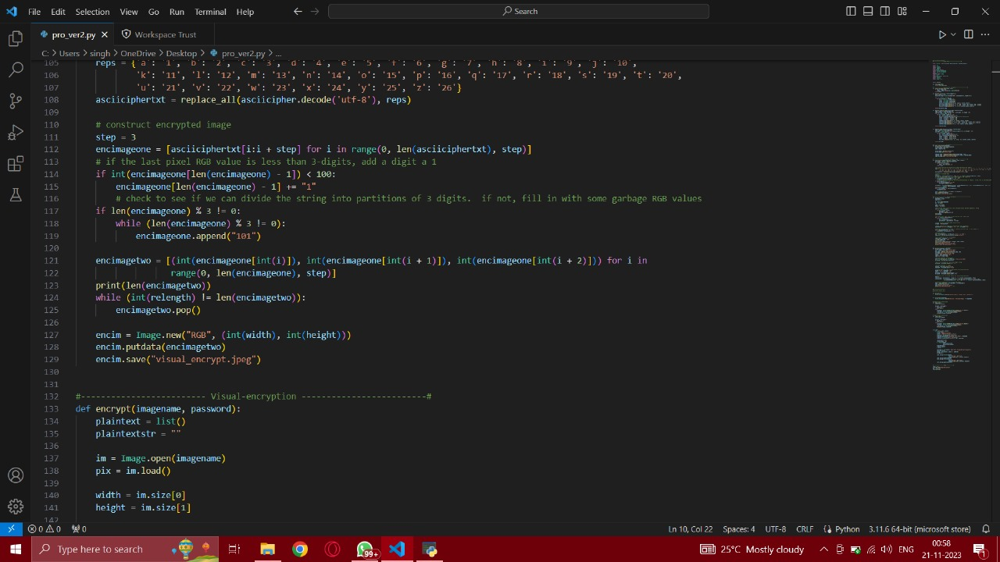 File Edit Selection View Go Run Terminal Help
Search
pro_ver2.py
Workspace Trust
C: > Users > singh > OneDrive > Desktop > pro_ver2.py > ...
105 reps = {'a': '1', 'b': '2', 'c': '3', 'd': '4', 'e': '5', 'f': '6', 'g': '7', 'h': '8', 'i': '9', 'j': '10',
106 'k': '11', 'l': '12', 'm': '13', 'n': '14', 'o': '15', 'p': '16', 'q': '17', 'r': '18', 's': '19', 't': '20',
107 'u': '21', 'v': '22', 'w': '23', 'x': '24', 'y': '25', 'z': '26'}
108 asciiciphertxt = replace_all(asciicipher.decode('utf-8'), reps)
109
110 # construct encrypted image
111 step = 3
112 encimageone = [asciiciphertxt[i:i + step] for i in range(0, len(asciiciphertxt), step)]
113 # if the last pixel RGB value is less than 3-digits, add a digit a 1
114 if int(encimageone[len(encimageone) - 1]) < 100:
115 encimageone[len(encimageone) - 1] += "1"
116 # check to see if we can divide the string into partitions of 3 digits.  if not, fill in with some garbage RGB values
117 if len(encimageone) % 3 != 0:
118 while (len(encimageone) % 3 != 0):
119 encimageone.append("101")
120
121 encimagetwo = [(int(encimageone[int(i)]), int(encimageone[int(i + 1)]), int(encimageone[int(i + 2)])) for i in
122 range(0, len(encimageone), step)]
123 print(len(encimagetwo))
124 while (int(relength) != len(encimagetwo)):
125 encimagetwo.pop()
126
127 encim = Image.new("RGB", (int(width), int(height)))
128 encim.putdata(encimagetwo)
129 encim.save("visual_encrypt.jpeg")
130
131
132 #------------------------- Visual-encryption -------------------------#
133 def encrypt(imagename, password):
134 plaintext = list()
135 plaintextstr = ""
136
137 im = Image.open(imagename)
138 pix = im.load()
139
140 width = im.size[0]
141 height = im.size[1]
142
0 0 0 Ln 10, Col 22 Spaces: 4 UTF-8 CRLF Python 3.11.6 64-bit (microsoft store)
Type here to search
99+
25°C Mostly cloudy
ENG
00:58
21-11-2023
1